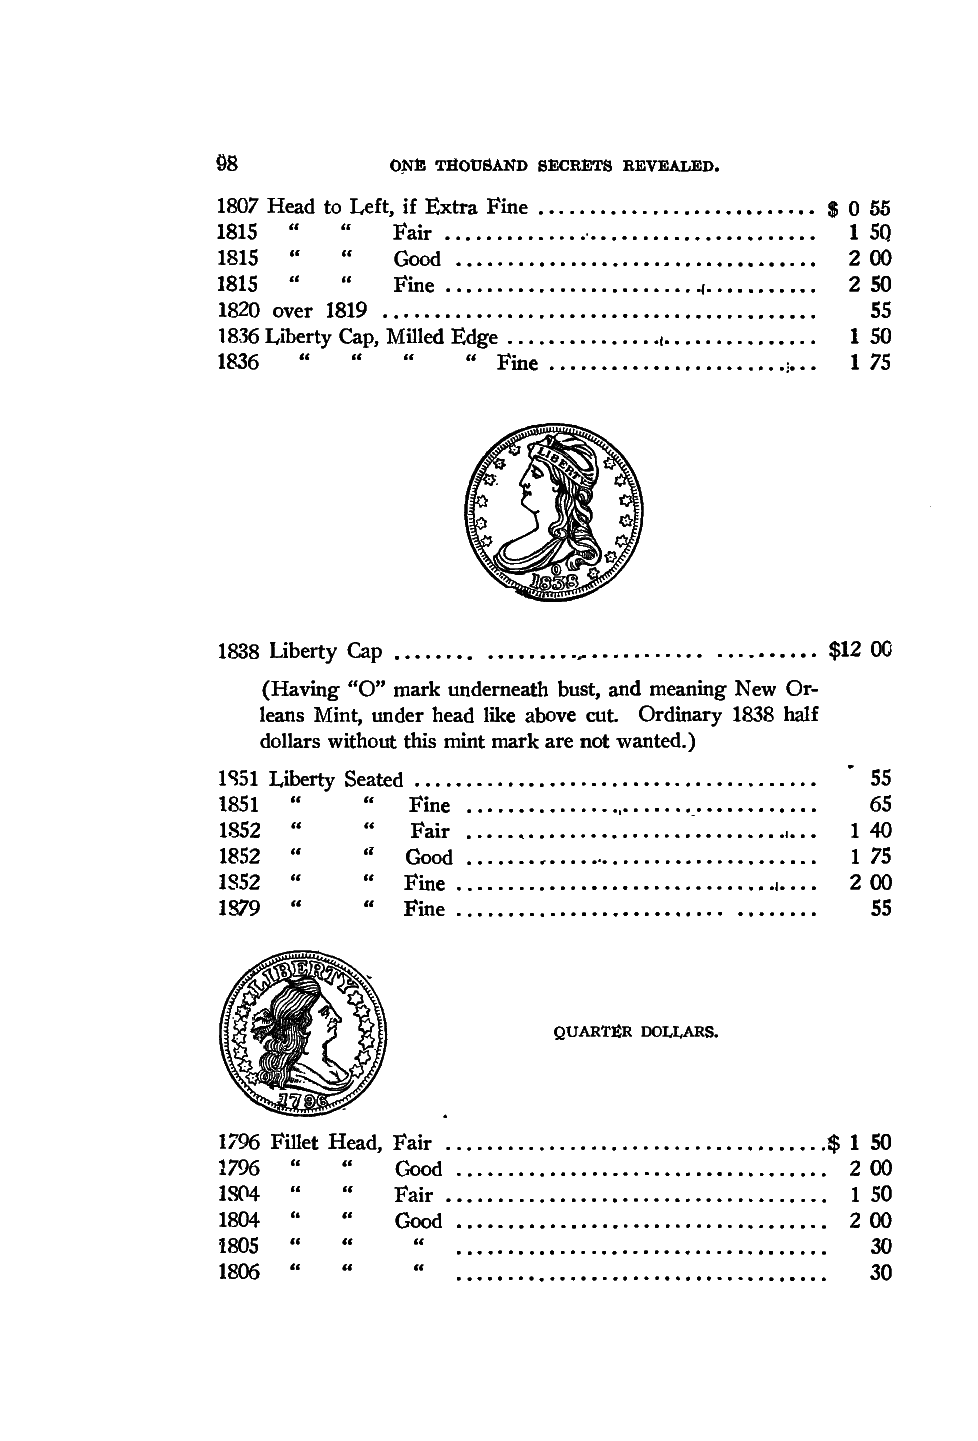 98 ONE THOUSAND SECRETS REVEALED.
1807 Head to Left, if Extra Fine ........................... $ 0 55
1815 “ “ Fair .................................... 1 50
1815 “ “ Good ................................... 2 00
1815 “ “ Fine .................................... 2 50
1820 over 1819 .......................................... 55
1836 Liberty Cap, Milled Edge .............................. 1 50
1836 “ “ “ “ Fine .......................... 1 75
LIBERTY
O
1838
1838 Liberty Cap ........ .................... .......... $12 00
(Having “O” mark underneath bust, and meaning New Or-
leans Mint, under head like above cut. Ordinary 1838 half
dollars without this mint mark are not wanted.)
1851 Liberty Seated ....................................... 55
1851 “ “ Fine .................................. 65
1852 “ “ Fair .................................. 1 40
1852 “ “ Good .................................. 1 75
1852 “ “ Fine ................................... 2 00
1879 “ “ Fine .......................... ........ 55
LIBERTY
1796
QUARTER DOLLARS.
1796 Fillet Head, Fair .....................................$ 1 50
1796 “ “ Good .................................... 2 00
1804 “ “ Fair ..................................... 1 50
1804 “ “ Good .................................... 2 00
1805 “ “ “ .................................... 30
1806 “ “ “ .................................... 30